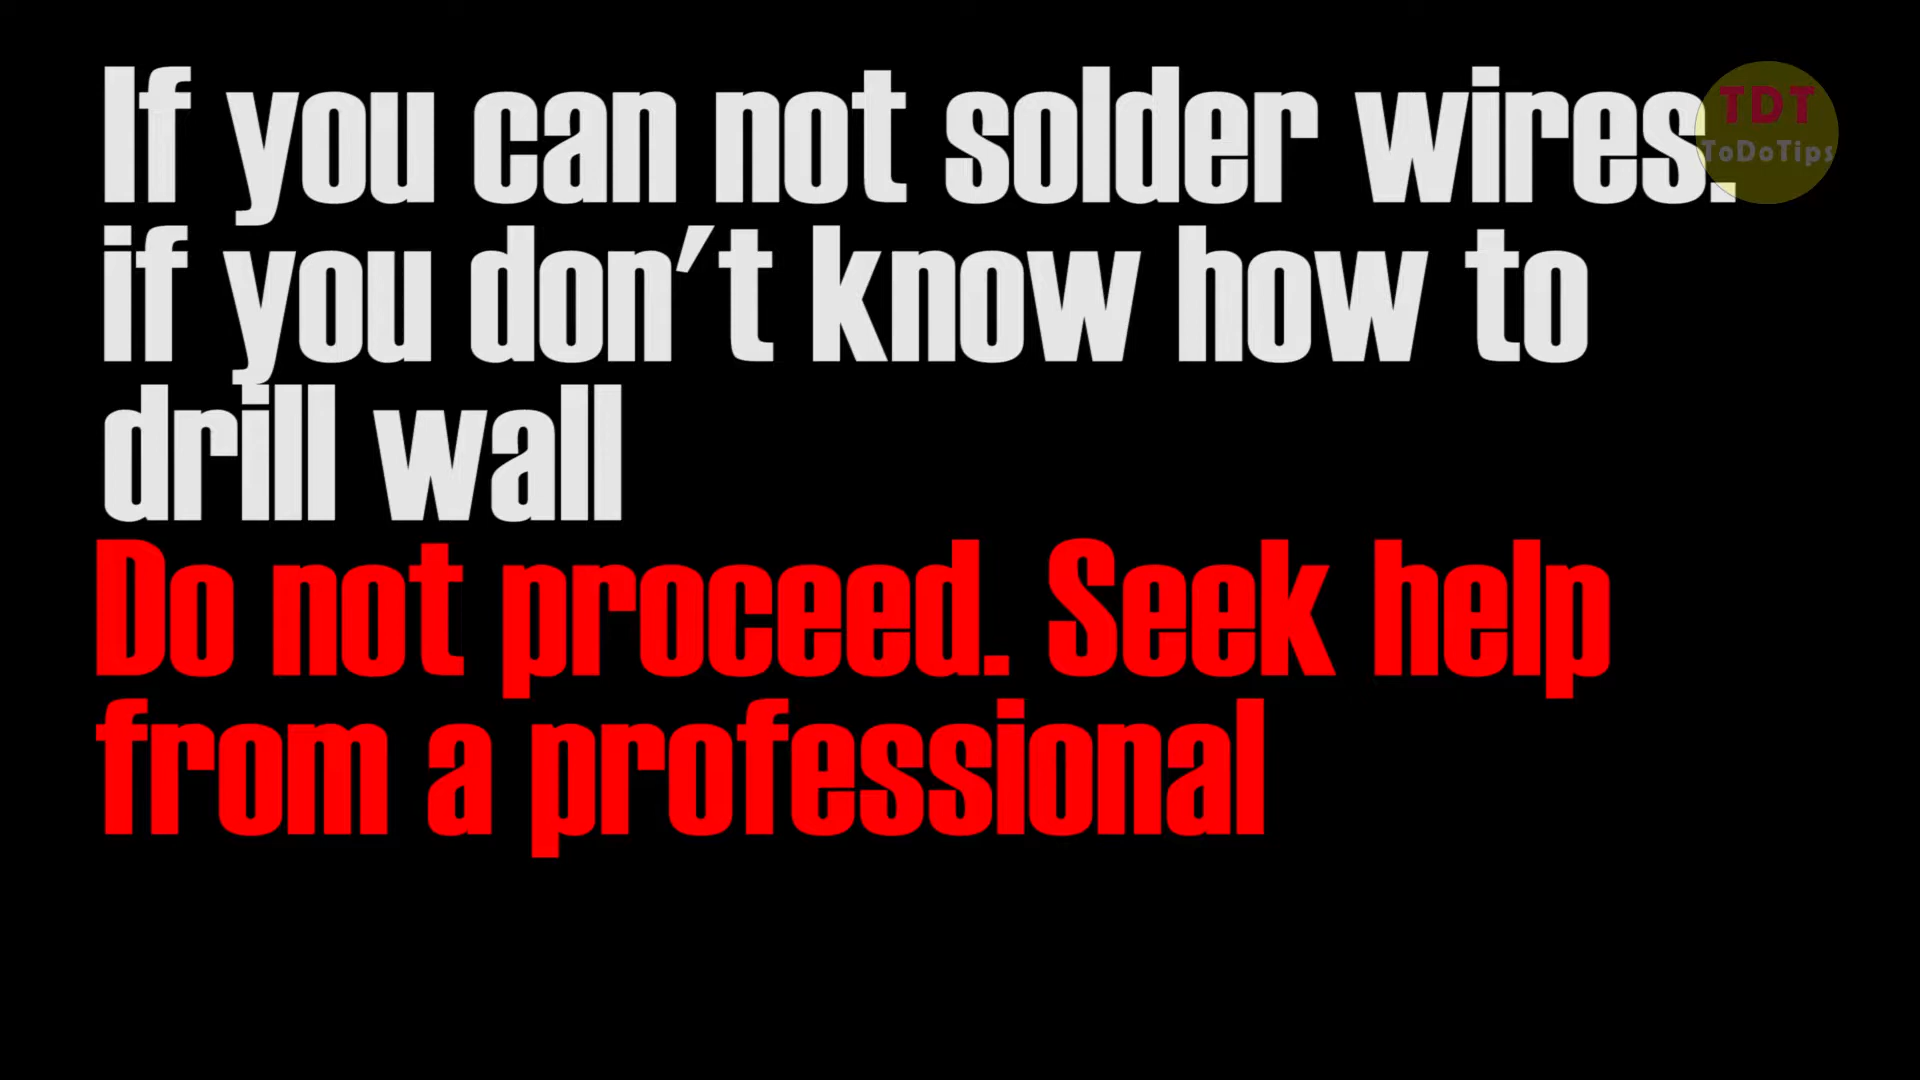 If you can not solder wires.
if you don't know how to
drill wall
Do not proceed. Seek help
from a professional
TDT
ToDoTips